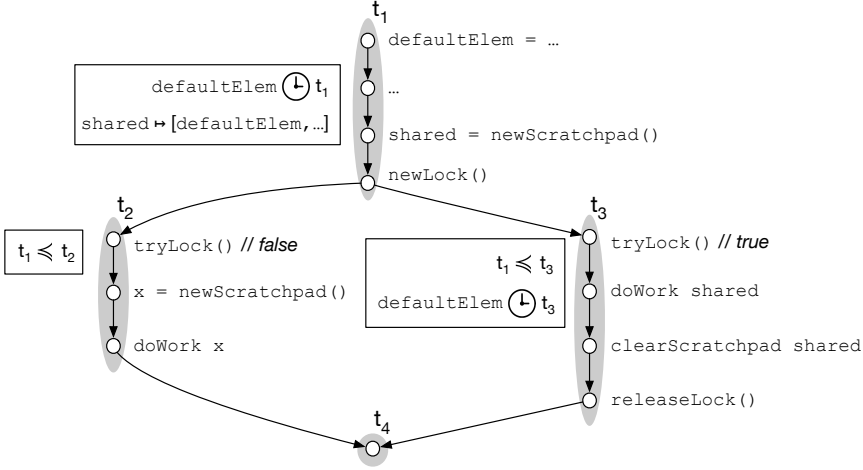 t₁
defaultElem = …
defaultElem t₁
shared ↦ [defaultElem,…]
…
shared = newScratchpad()
newLock()
t₂
t₁ ≼ t₂
tryLock() // false
x = newScratchpad()
doWork x
t₃
t₁ ≼ t₃
defaultElem t₃
tryLock() // true
doWork shared
clearScratchpad shared
releaseLock()
t₄